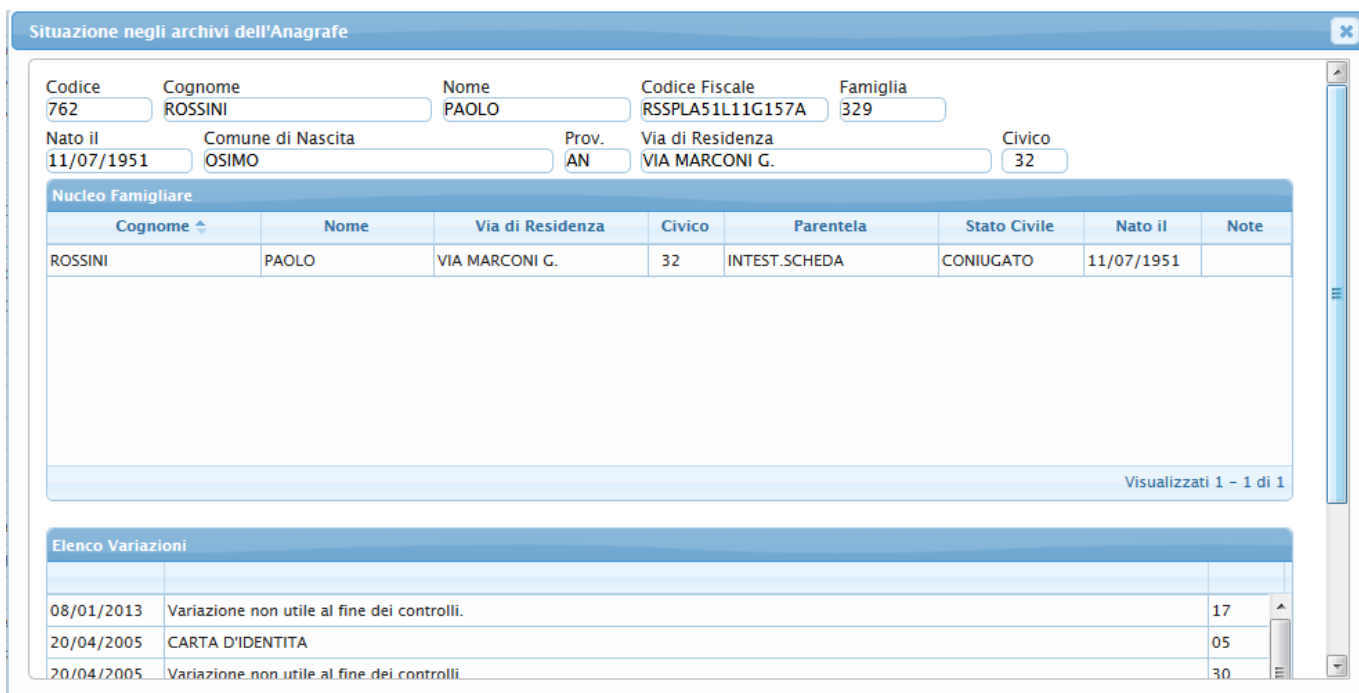 Situazione negli archivi dell'Anagrafe
Codice Cognome Nome Codice Fiscale Famiglia
762 ROSSINI PAOLO RSSPLA51L11G157A 329
Nato il Comune di Nascita Prov. Via di Residenza Civico
11/07/1951 OSIMO AN VIA MARCONI G. 32
Nucleo Famigliare
Cognome Nome Via di Residenza Civico Parentela Stato Civile Nato il Note
ROSSINI PAOLO VIA MARCONI G. 32 INTEST.SCHEDA CONIUGATO 11/07/1951
Visualizzati 1 - 1 di 1
Elenco Variazioni
08/01/2013 Variazione non utile al fine dei controlli. 17
20/04/2005 CARTA D'IDENTITA 05
20/04/2005 Variazione non utile al fine dei controlli 30